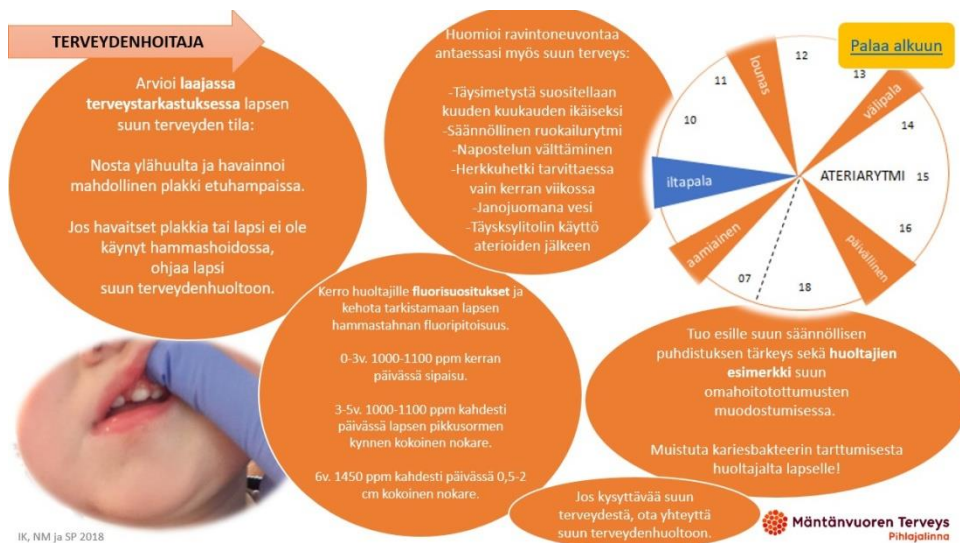 TERVEYDENHOITAJA
Arvioi laajassa
terveystarkastuksessa lapsen
suun terveyden tila:
Nosta ylähuulta ja havainnoi
mahdollinen plakki etuhampaissa.
Jos havaitset plakkia tai lapsi ei ole
käynyt hammashoidossa,
ohjaa lapsi
suun terveydenhuoltoon.
Huomioi ravintoneuvontaa
antaessasi myös suun terveys:
-Täysimetystä suositellaan
kuuden kuukauden ikäiseksi
-Säännöllinen ruokailurytmi
-Napostelun välttäminen
-Herkkuhetki tarvittaessa
vain kerran viikossa
-Janojuomana vesi
-Täysksylitolin käyttö
aterioiden jälkeen
Palaa alkuun
12
13
välipala
14
15
ATERIARYTMI
16
päivällinen
18
07
aamiainen
iltapala
10
11
lounas
Kerro huoltajille fluorisuositukset ja
kehota tarkistamaan lapsen
hammastahnan fluoripitoisuus.
0-3v. 1000-1100 ppm kerran
päivässä sipaisu.
3-5v. 1000-1100 ppm kahdesti
päivässä lapsen pikkusormen
kynnen kokoinen nokare.
6v. 1450 ppm kahdesti päivässä 0,5-2
cm kokoinen nokare.
Tuo esille suun säännöllisen
puhdistuksen tärkeys sekä huoltajien
esimerkki suun
omahoitotottumusten
muodostumisessa.
Muistuta kariesbakteerin tarttumisesta
huoltajalta lapselle!
Jos kysyttävää suun
terveydestä, ota yhteyttä
suun terveydenhuoltoon.
IK, NM ja SP 2018
Mäntänvuoren Terveys
Pihlajalinna